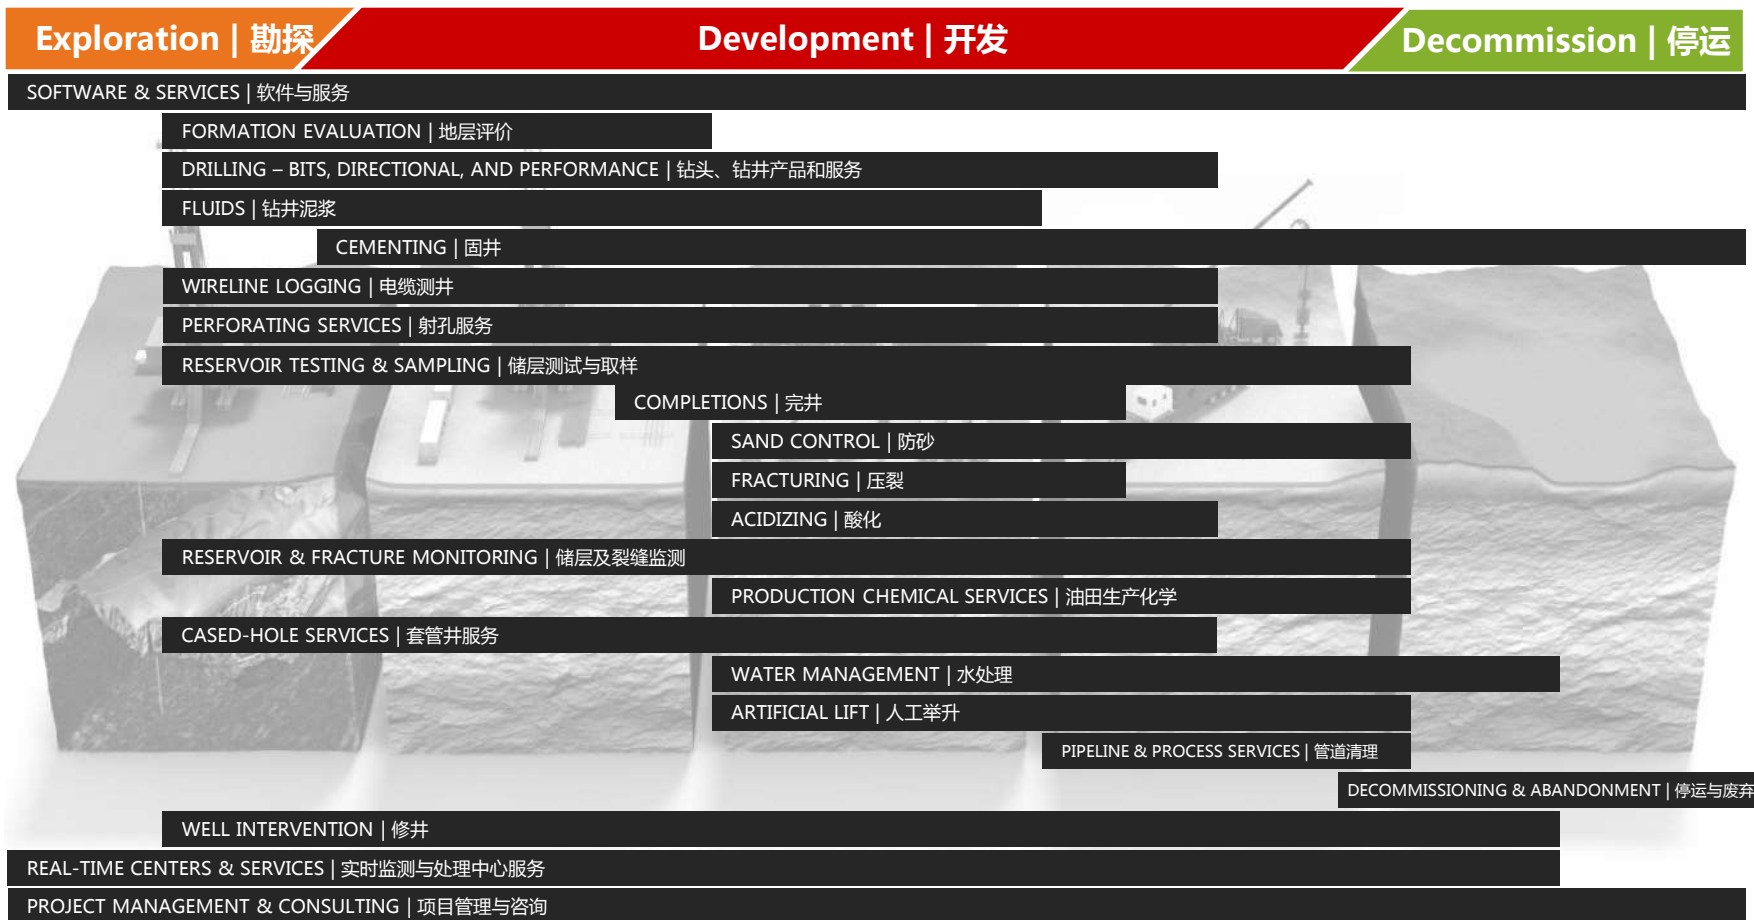 Exploration | 勘探
Development | 开发
Decommission | 停运
SOFTWARE & SERVICES | 软件与服务
FORMATION EVALUATION | 地层评价
DRILLING – BITS, DIRECTIONAL, AND PERFORMANCE | 钻头、钻井产品和服务
FLUIDS | 钻井泥浆
CEMENTING | 固井
WIRELINE LOGGING | 电缆测井
PERFORATING SERVICES | 射孔服务
RESERVOIR TESTING & SAMPLING | 储层测试与取样
COMPLETIONS | 完井
SAND CONTROL | 防砂
FRACTURING | 压裂
ACIDIZING | 酸化
RESERVOIR & FRACTURE MONITORING | 储层及裂缝监测
PRODUCTION CHEMICAL SERVICES | 油田生产化学
CASED-HOLE SERVICES | 套管井服务
WATER MANAGEMENT | 水处理
ARTIFICIAL LIFT | 人工举升
PIPELINE & PROCESS SERVICES | 管道清理
DECOMMISSIONING & ABANDONMENT | 停运与废弃
WELL INTERVENTION | 修井
REAL-TIME CENTERS & SERVICES | 实时监测与处理中心服务
PROJECT MANAGEMENT & CONSULTING | 项目管理与咨询